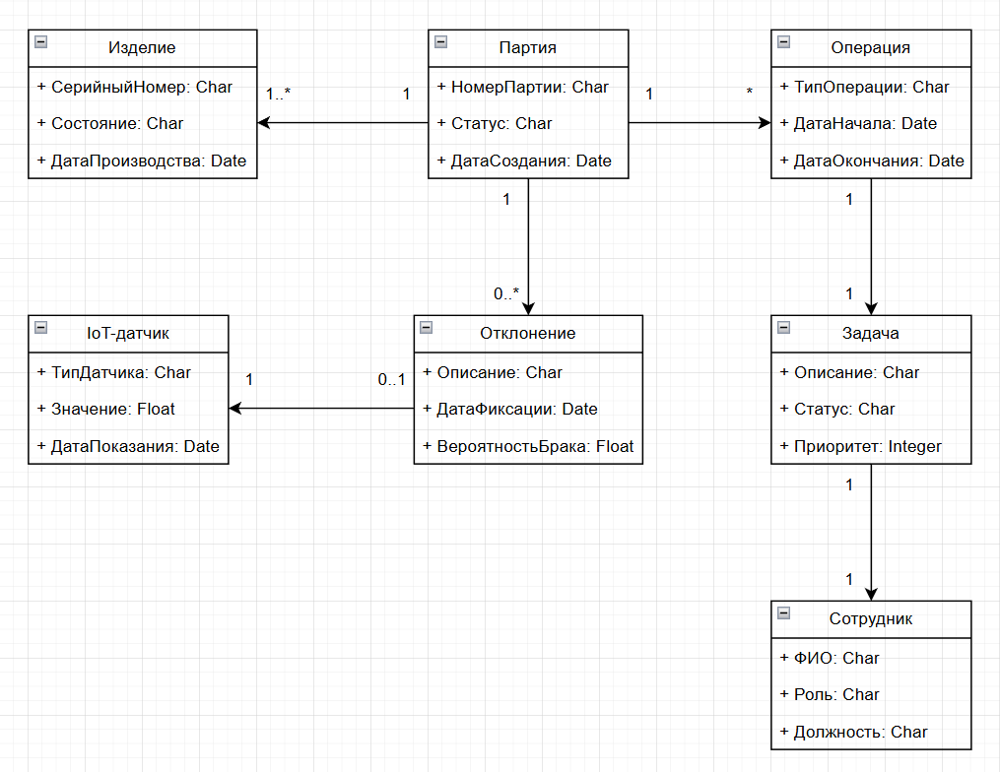 Изделие
+ СерийныйНомер: Char
+ Состояние: Char
+ ДатаПроизводства: Date
1..*
1
Партия
+ НомерПартии: Char
+ Статус: Char
+ ДатаСоздания: Date
1
*
Операция
+ ТипОперации: Char
+ ДатаНачала: Date
+ ДатаОкончания: Date
1
0..*
1
1
IoT-датчик
+ ТипДатчика: Char
+ Значение: Float
+ ДатаПоказания: Date
1
0..1
Отклонение
+ Описание: Char
+ ДатаФиксации: Date
+ ВероятностьБрака: Float
Задача
+ Описание: Char
+ Статус: Char
+ Приоритет: Integer
1
1
Сотрудник
+ ФИО: Char
+ Роль: Char
+ Должность: Char